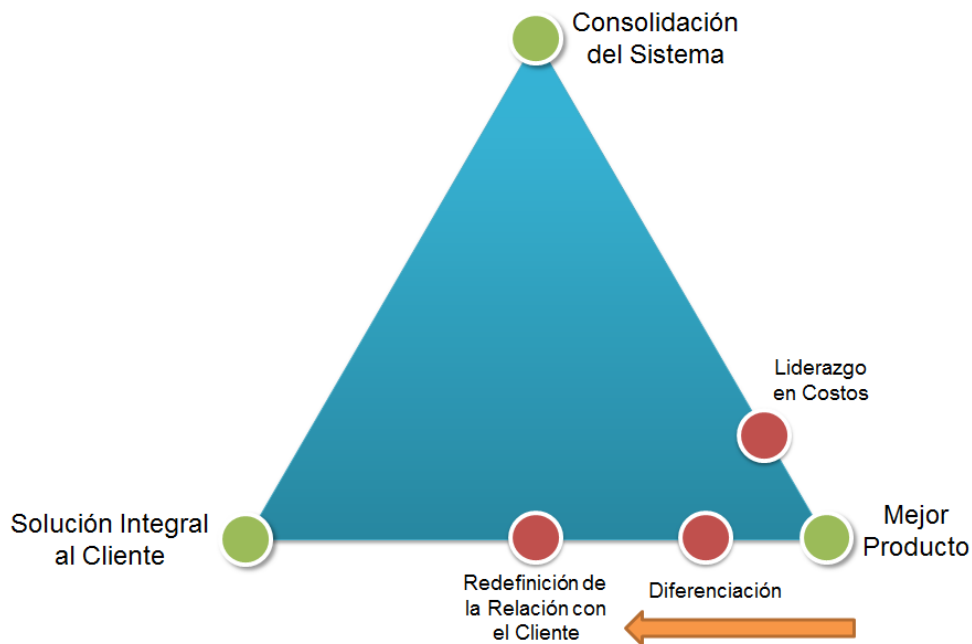 Consolidación
del Sistema
Liderazgo
en Costos
Solución Integral
al Cliente
Mejor
Producto
Redefinición de
la Relación con
el Cliente
Diferenciación